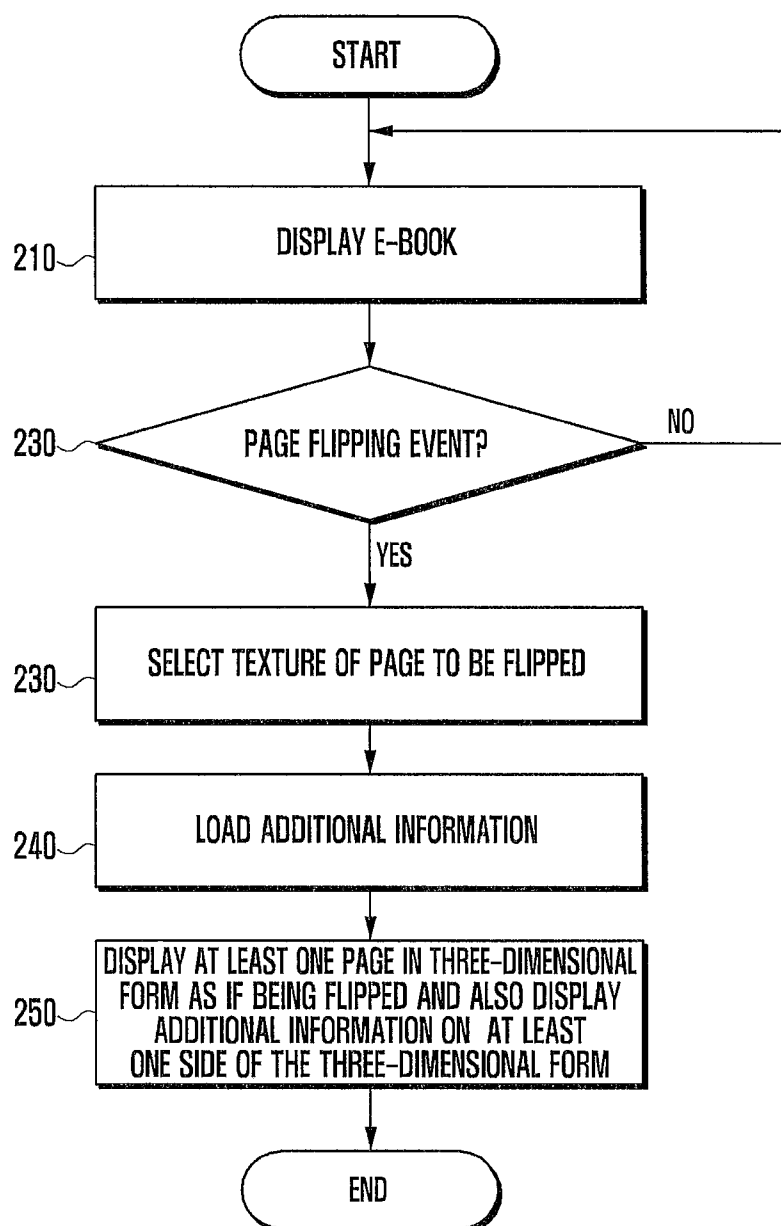 START
DISPLAY E-BOOK
210
PAGE FLIPPING EVENT?
230
NO
YES
SELECT TEXTURE OF PAGE TO BE FLIPPED
230
LOAD ADDITIONAL INFORMATION
240
DISPLAY AT LEAST ONE PAGE IN THREE-DIMENSIONAL
FORM AS IF BEING FLIPPED AND ALSO DISPLAY
250
ADDITIONAL INFORMATION ON AT LEAST
ONE SIDE OF THE THREE-DIMENSIONAL FORM
END